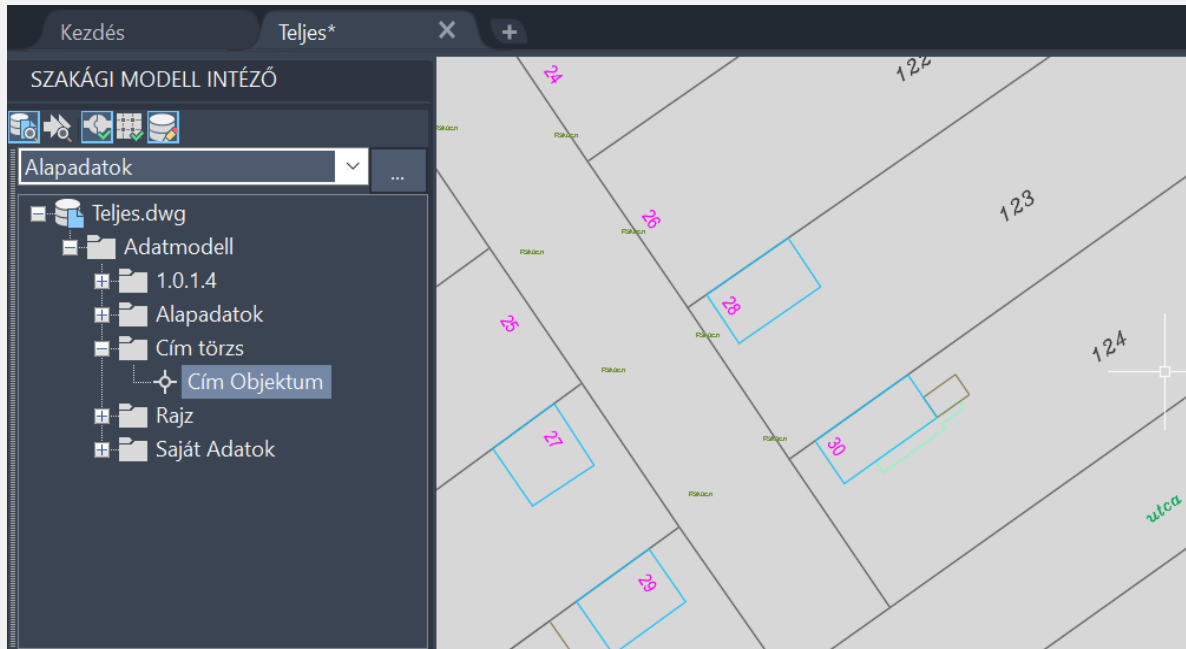 Kezdés
Teljes*
SZAKÁGI MODELL INTÉZŐ
Alapadatok
...
Teljes.dwg
Adatmodell
1.0.1.4
Alapadatok
Cím törzs
Cím Objektum
Rajz
Saját Adatok
24
122
26
123
28
25
124
27
30
utca
29